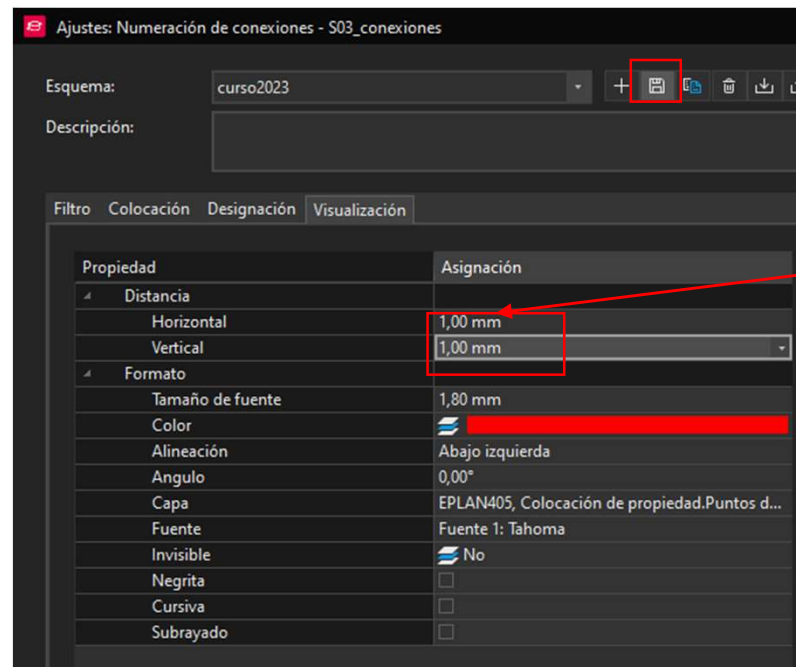 Ajustes: Numeración de conexiones - S03_conexiones
Esquema: curso2023
Descripción:
Filtro Colocación Designación Visualización
Propiedad Asignación
Distancia
Horizontal 1,00 mm
Vertical 1,00 mm
Formato
Tamaño de fuente 1,80 mm
Color
Alineación Abajo izquierda
Angulo 0,00°
Capa EPLAN405, Colocación de propiedad.Puntos d...
Fuente Fuente 1: Tahoma
Invisible No
Negrita
Cursiva
Subrayado